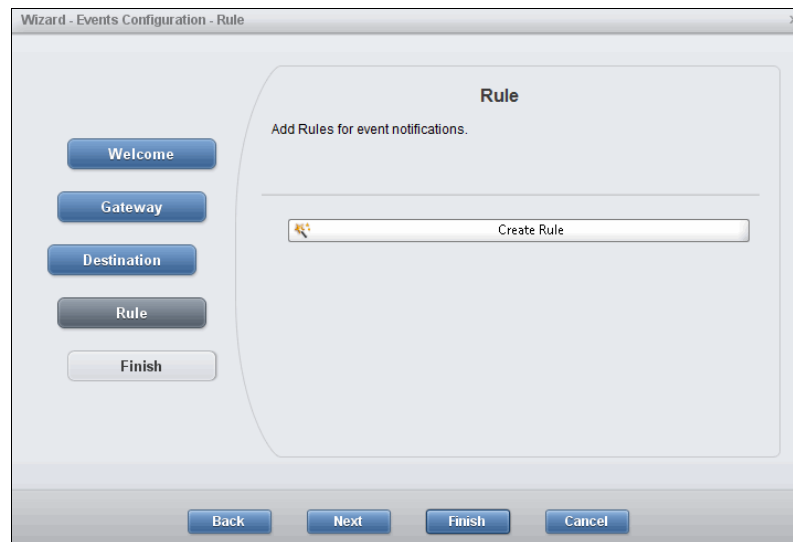 Wizard - Events Configuration - Rule
Welcome
Gateway
Destination
Rule
Finish
Rule
Add Rules for event notifications.
Create Rule
Back
Next
Finish
Cancel